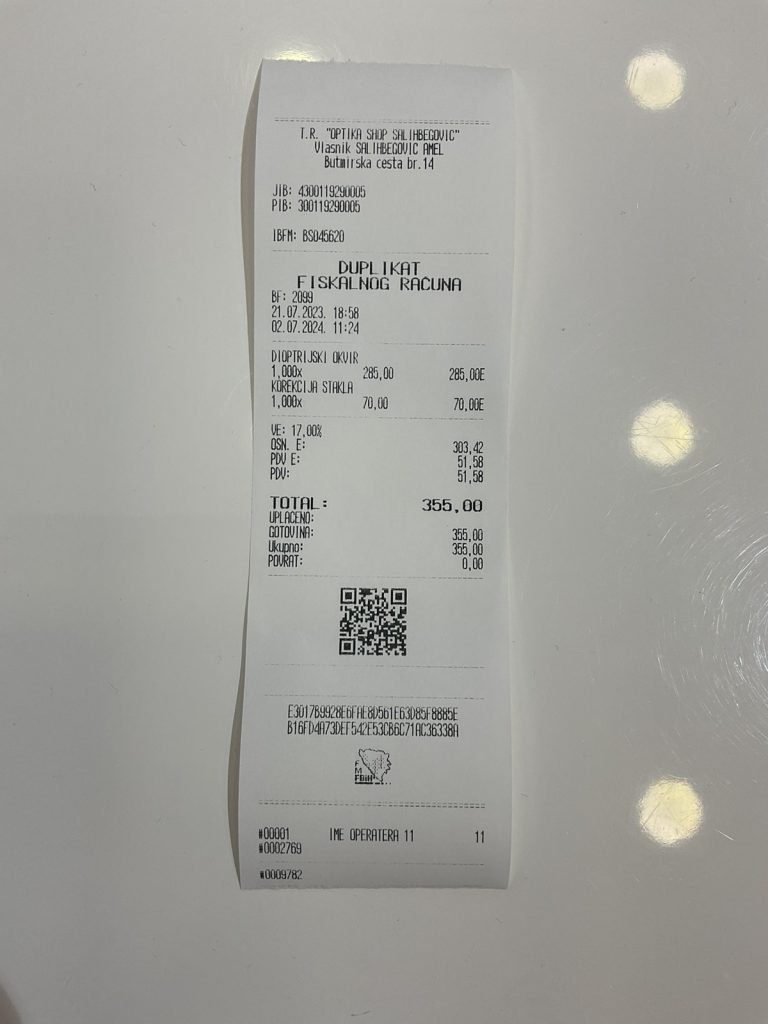 T.R. "OPTIKA SHOP SALIHBEGOVIC"
Vlasnik SALIHBEGOVIC AMEL
Butmirska cesta br.14
JIB: 4300119290005
PIB: 300119290005
IBFM: BS045620
DUPLIKAT
FISKALNOG RAČUNA
BF: 2099
21.07.2023. 18:58
02.07.2024. 11:24
DIOPTRIJSKI OKVIR
1,000x 285,00 285,00E
KOREKCIJA STAKLA
1,000x 70,00 70,00E
VE: 17,00%
OSN. E: 303,42
PDV E: 51,58
PDV: 51,58
TOTAL: 355,00
UPLAĆENO:
GOTOVINA: 355,00
Ukupno: 355,00
POVRAT: 0,00
E3017B9928E6FAE8D561E63D85F8885E
B16FD4A73DEF542E53CB6C71AC36338A
F
M
FBiH
#00001 IME OPERATERA 11 11
#0002769
#0009782